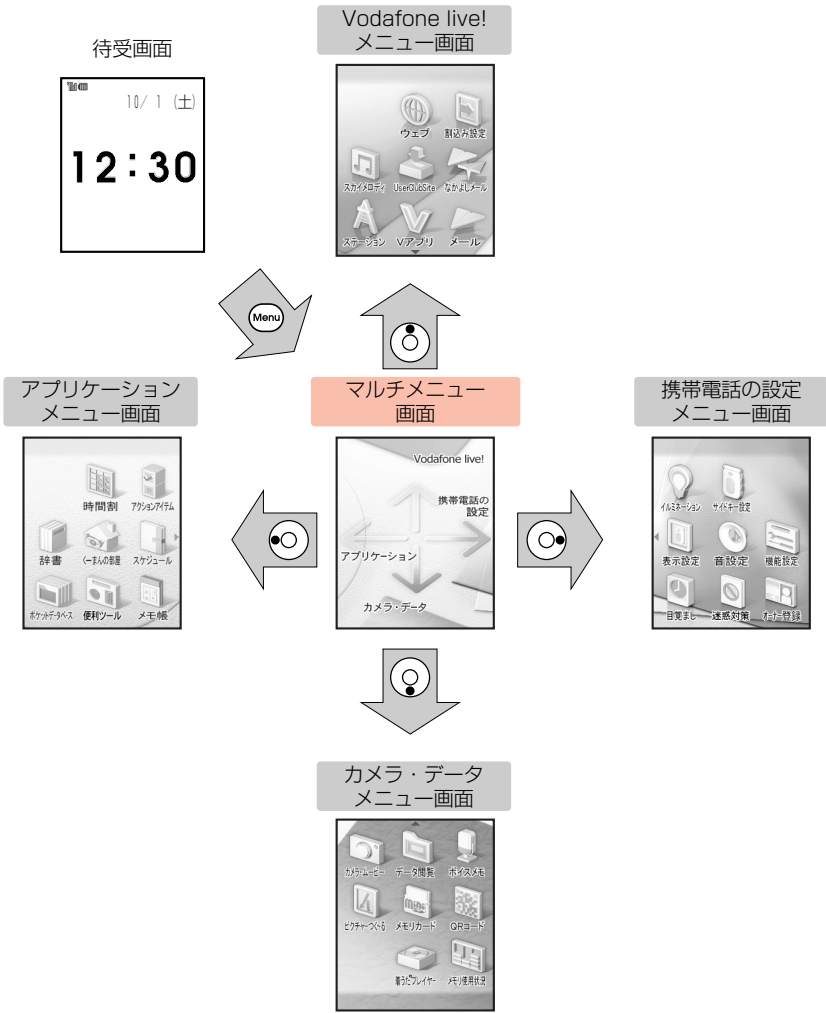 待受画面
10/ 1 (土)
12:30
Vodafone live!
メニュー画面
ウェブ 割込み設定
スカイメロディ UserClubSite なかよしメール
ステーション Vアプリ メール
Menu
アプリケーション
メニュー画面
時間割 アクションアイテム
辞書 くーまんの部屋 スケジュール
ポケットデータベース 便利ツール メモ帳
マルチメニュー
画面
Vodafone live!
携帯電話の
設定
アプリケーション
カメラ・データ
携帯電話の設定
メニュー画面
イルミネーション サイドキー設定
表示設定 音設定 機能設定
目覚まし 迷惑対策 オーナー登録
カメラ・データ
メニュー画面
カメラ・ムービー データ閲覧 ボイスメモ
ピクチャーつくる メモリカード QRコード
着うたプレイヤー メモリ使用状況